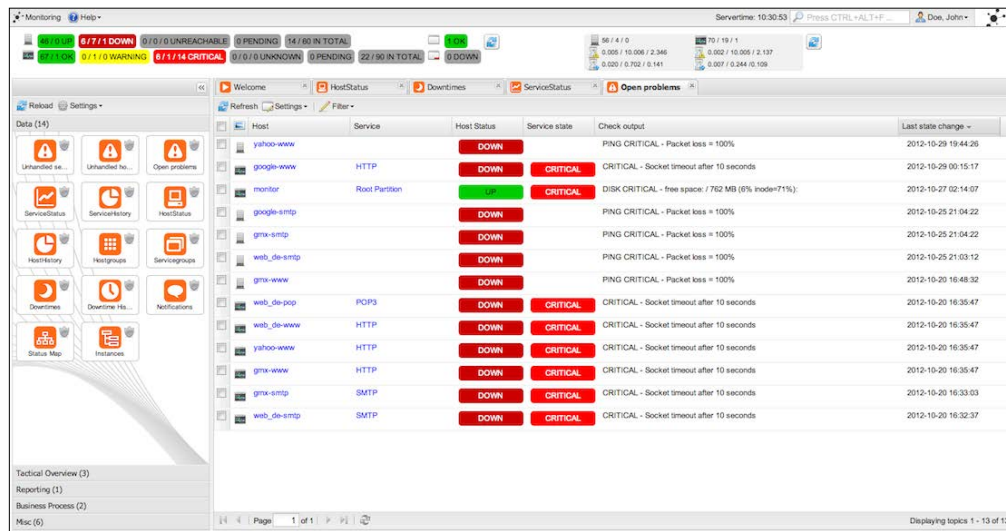 Monitoring Help
Servertime: 10:30:53 Press CTRL+ALT+F ... Doe, John
46 / 0 UP 6 / 7 / 1 DOWN 0 / 0 / 0 UNREACHABLE 0 PENDING 14 / 60 IN TOTAL 1 OK 56 / 4 / 0 70 / 19 / 1
67 / 1 OK 0 / 1 / 0 WARNING 6 / 1 / 14 CRITICAL 0 / 0 / 0 UNKNOWN 0 PENDING 22 / 90 IN TOTAL 0 DOWN 0.005 / 10.006 / 2.346 0.002 / 10.005 / 2.137
0.020 / 0.702 / 0.141 0.007 / 0.244 /0.109
Welcome HostStatus Downtimes ServiceStatus Open problems
Reload Settings
Refresh Settings Filter
Data (14)
Unhandled se... Unhandled ho... Open problems
ServiceStatus ServiceHistory HostStatus
HostHistory Hostgroups Servicegroups
Downtimes Downtime His... Notifications
Status Map Instances
Tactical Overview (3)
Reporting (1)
Business Process (2)
Misc (6)
Host Service Host Status Service state Check output Last state change
yahoo-www DOWN PING CRITICAL - Packet loss = 100% 2012-10-29 19:44:26
google-www HTTP DOWN CRITICAL CRITICAL - Socket timeout after 10 seconds 2012-10-29 00:15:17
monitor Root Partition UP CRITICAL DISK CRITICAL - free space: / 762 MB (6% inode=71%): 2012-10-27 02:14:07
google-smtp DOWN PING CRITICAL - Packet loss = 100% 2012-10-25 21:04:22
gmx-smtp DOWN PING CRITICAL - Packet loss = 100% 2012-10-25 21:04:22
web_de-smtp DOWN PING CRITICAL - Packet loss = 100% 2012-10-25 21:03:12
gmx-www DOWN PING CRITICAL - Packet loss = 100% 2012-10-20 16:48:32
web_de-pop POP3 DOWN CRITICAL CRITICAL - Socket timeout after 10 seconds 2012-10-20 16:35:47
web_de-www HTTP DOWN CRITICAL CRITICAL - Socket timeout after 10 seconds 2012-10-20 16:35:47
yahoo-www HTTP DOWN CRITICAL CRITICAL - Socket timeout after 10 seconds 2012-10-20 16:35:47
gmx-www HTTP DOWN CRITICAL CRITICAL - Socket timeout after 10 seconds 2012-10-20 16:35:47
gmx-smtp SMTP DOWN CRITICAL CRITICAL - Socket timeout after 10 seconds 2012-10-20 16:33:03
web_de-smtp SMTP DOWN CRITICAL CRITICAL - Socket timeout after 10 seconds 2012-10-20 16:32:37
Page 1 of 1 Displaying topics 1 - 13 of 1